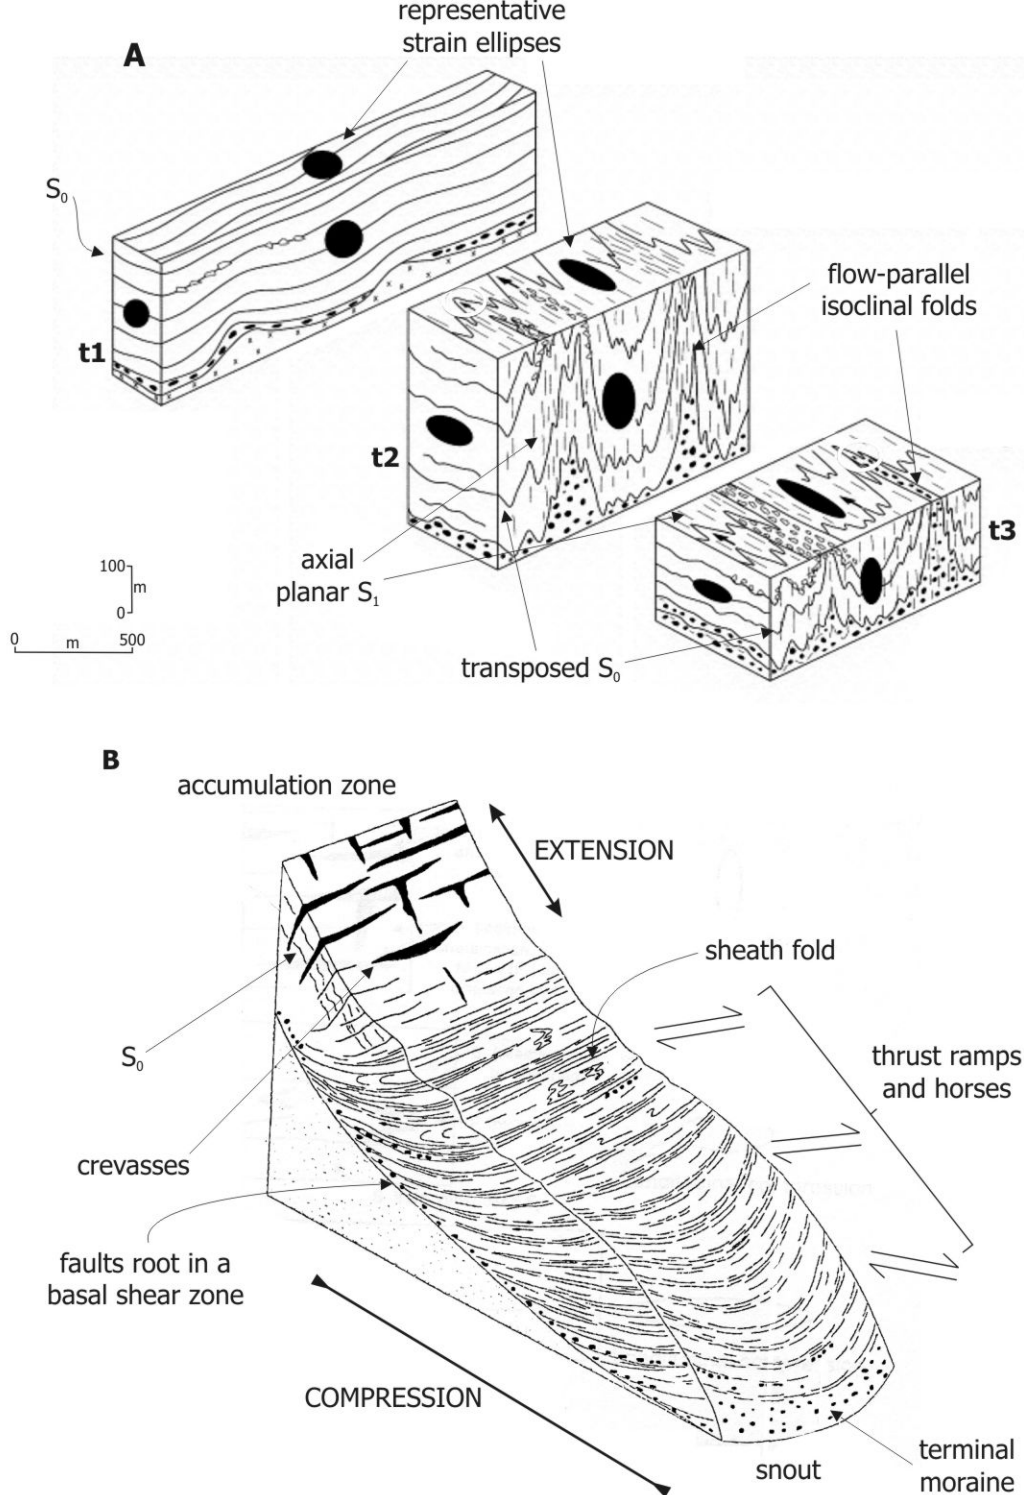 representative
strain ellipses
A
S₀
t1
flow-parallel
isoclinal folds
t2
t3
axial
planar S₁
100
m
0
0 m 500
transposed S₀
B
accumulation zone
EXTENSION
sheath fold
S₀
thrust ramps
and horses
crevasses
faults root in a
basal shear zone
COMPRESSION
snout
terminal
moraine